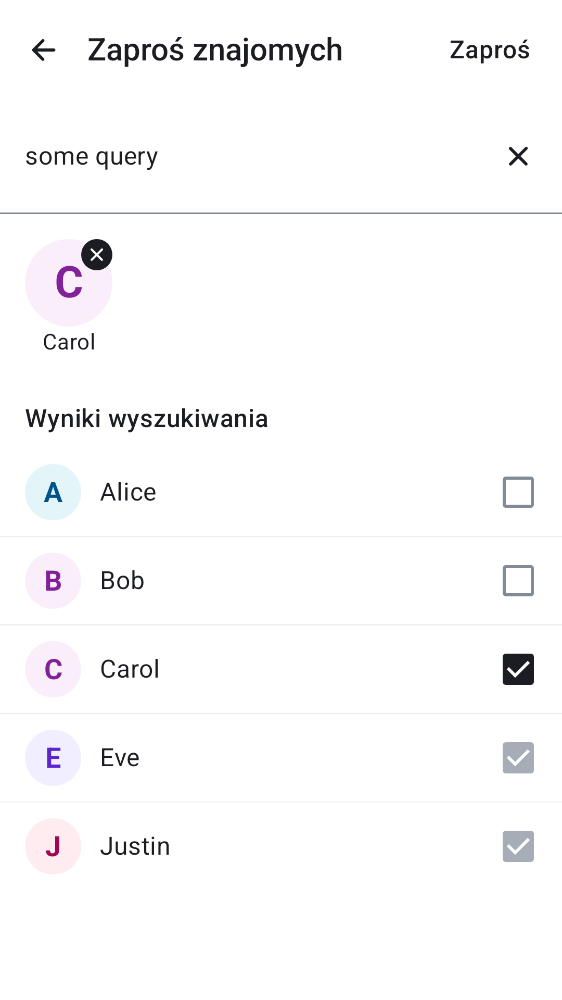 Zaproś znajomych Zaproś
some query
C
Carol
Wyniki wyszukiwania
A Alice
B Bob
C Carol
E Eve
J Justin